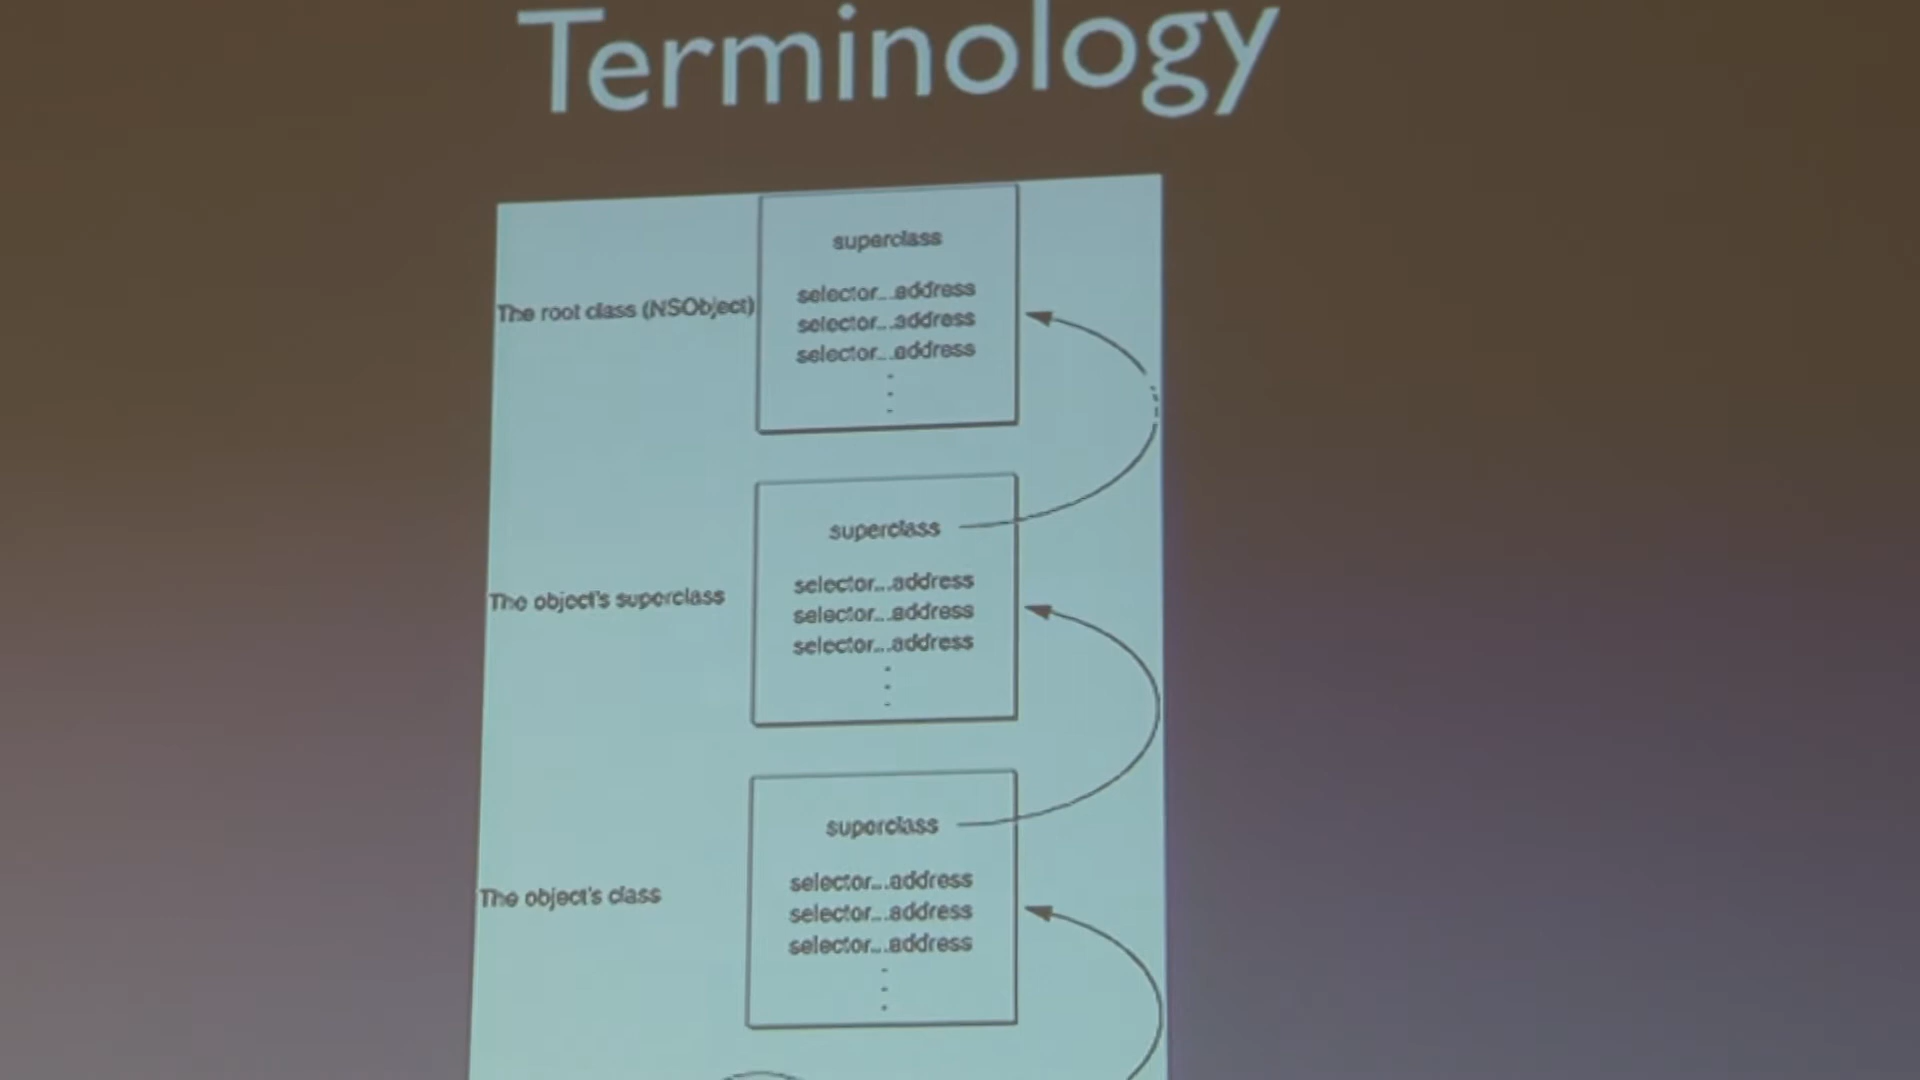 Terminology
superclass
The root class (NSObject)
selector...address
selector...address
selector...address
superclass
The object's superclass
selector...address
selector...address
selector...address
superclass
The object's class
selector...address
selector...address
selector...address